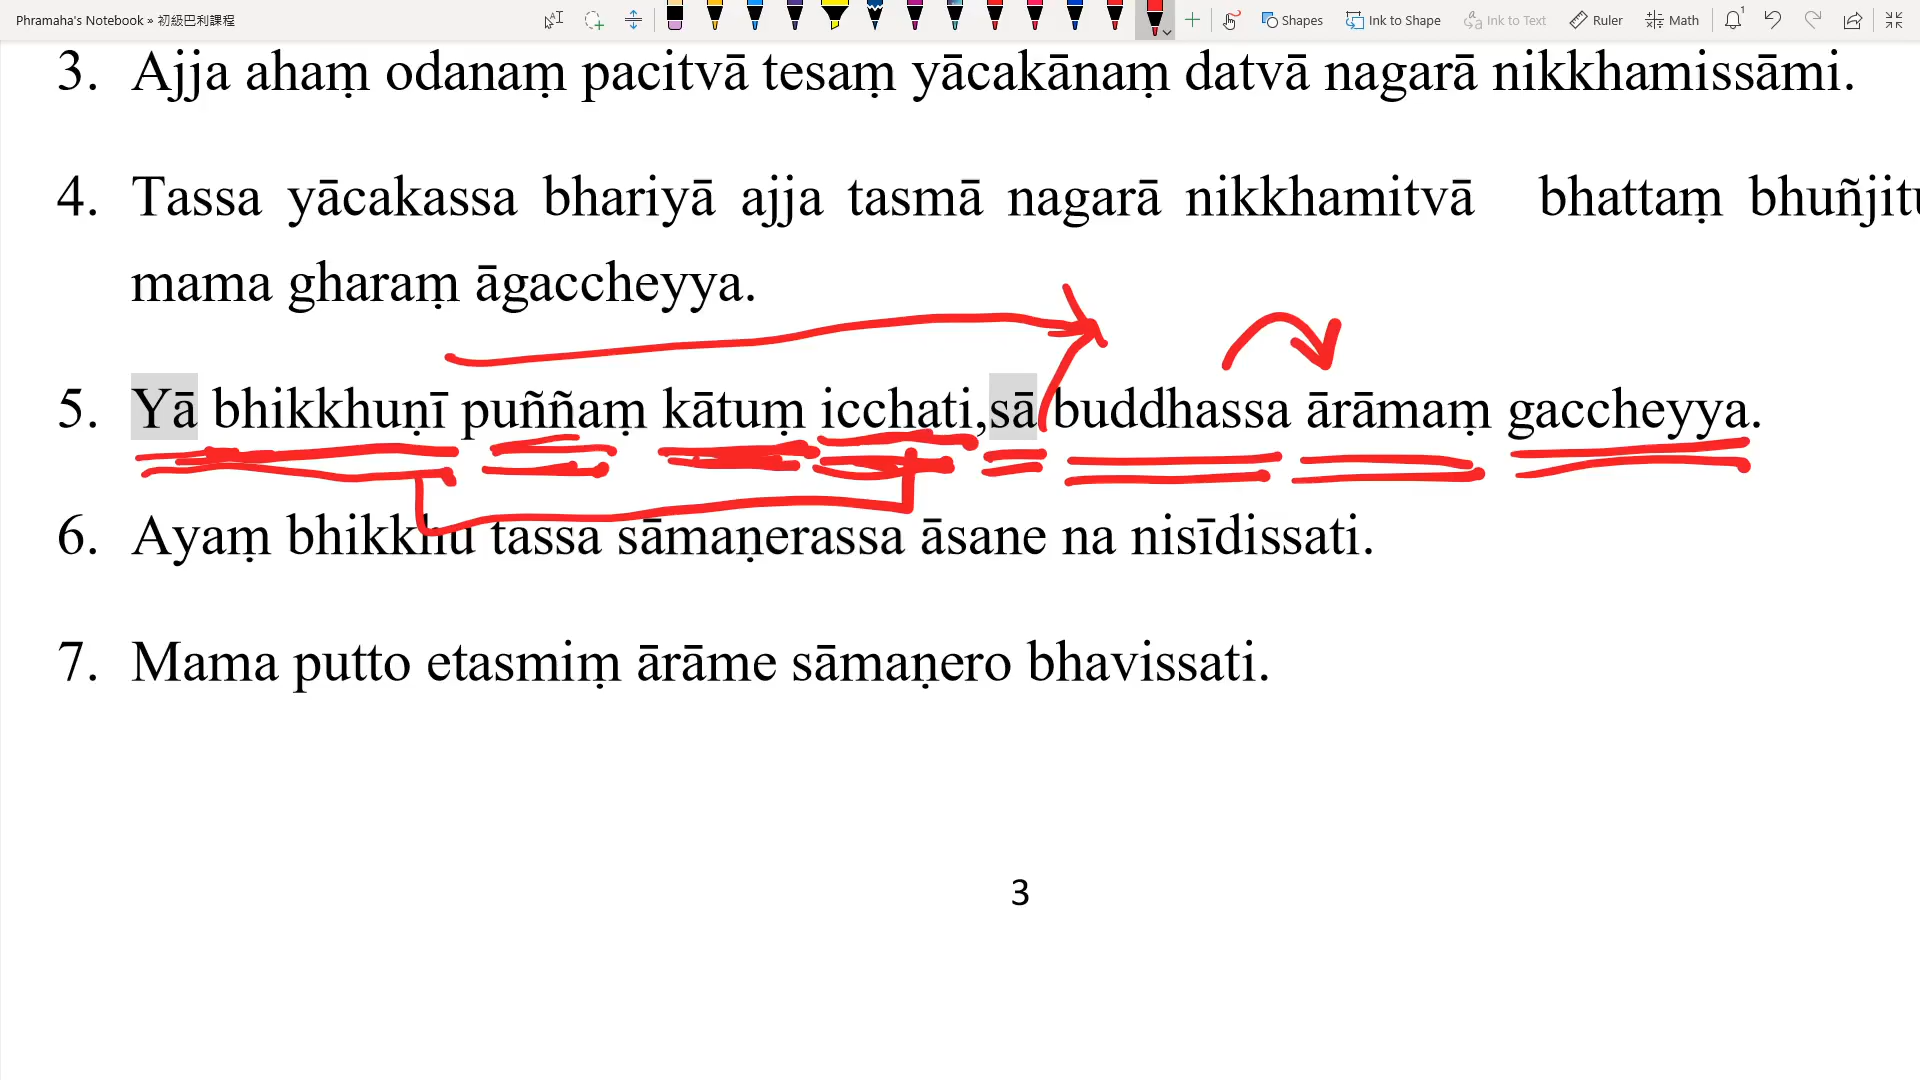 Phramaha's Notebook » 初級巴利課程
Shapes Ink to Shape Ink to Text Ruler Math
3. Ajja ahaṃ odanaṃ pacitvā tesaṃ yācakānaṃ datvā nagarā nikkhamissāmi.
4. Tassa yācakassa bhariyā ajja tasmā nagarā nikkhamitvā bhattaṃ bhuñjitu
mama gharaṃ āgaccheyya.
5. Yā bhikkhuṇī puññaṃ kātuṃ icchati,sā buddhassa ārāmaṃ gaccheyya.
6. Ayaṃ bhikkhu tassa sāmaṇerassa āsane na nisīdissati.
7. Mama putto etasmiṃ ārāme sāmaṇero bhavissati.
3